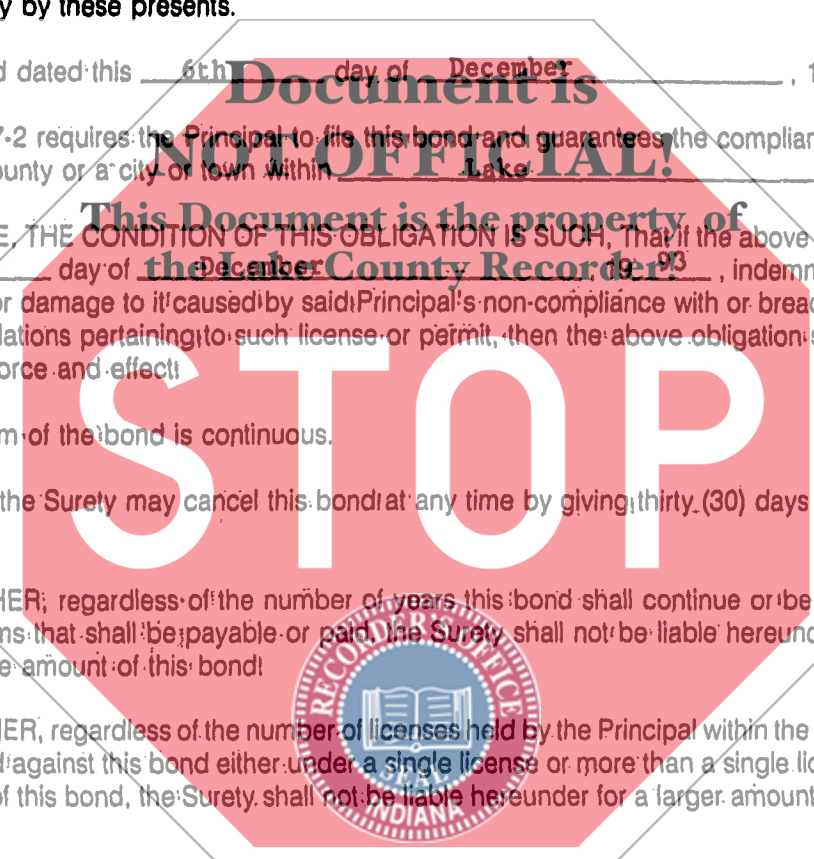 y by these presents.
d dated this 6th day of December , 1
Document is
7-2 requires the Principal to file this bond and guarantees the complian
NOT OFFICIAL!
ounty or a city or town within Lake
This Document is the property of
E, THE CONDITION OF THIS OBLIGATION IS SUCH, That if the above
the Lake County Recorder!
day of December , 19 93 , indemn
or damage to it caused by said Principal's non-compliance with or breac
lations pertaining to such license or permit, then the above obligation s
orce and effect
STOP
m of the bond is continuous.
the Surety may cancel this bond at any time by giving thirty (30) days
HER, regardless of the number of years this bond shall continue or be
ms that shall be payable or paid, the Surety shall not be liable hereund
e amount of this bond
RECORDER'S OFFICE
HER, regardless of the number of licenses held by the Principal within the
d against this bond either under a single license or more than a single lic
SEAL
of this bond, the Surety shall not be liable hereunder for a larger amount
INDIANA